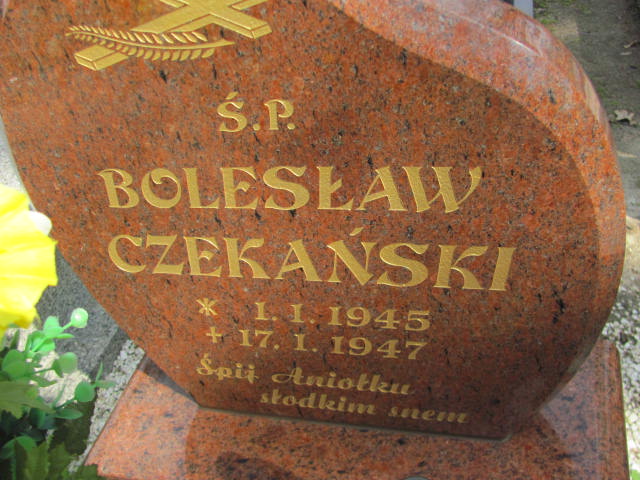 Ś.P.
BOLESŁAW
CZEKAŃSKI
* 1. 1. 1945
+ 17. 1. 1947
Śpij Aniołku
słodkim snem